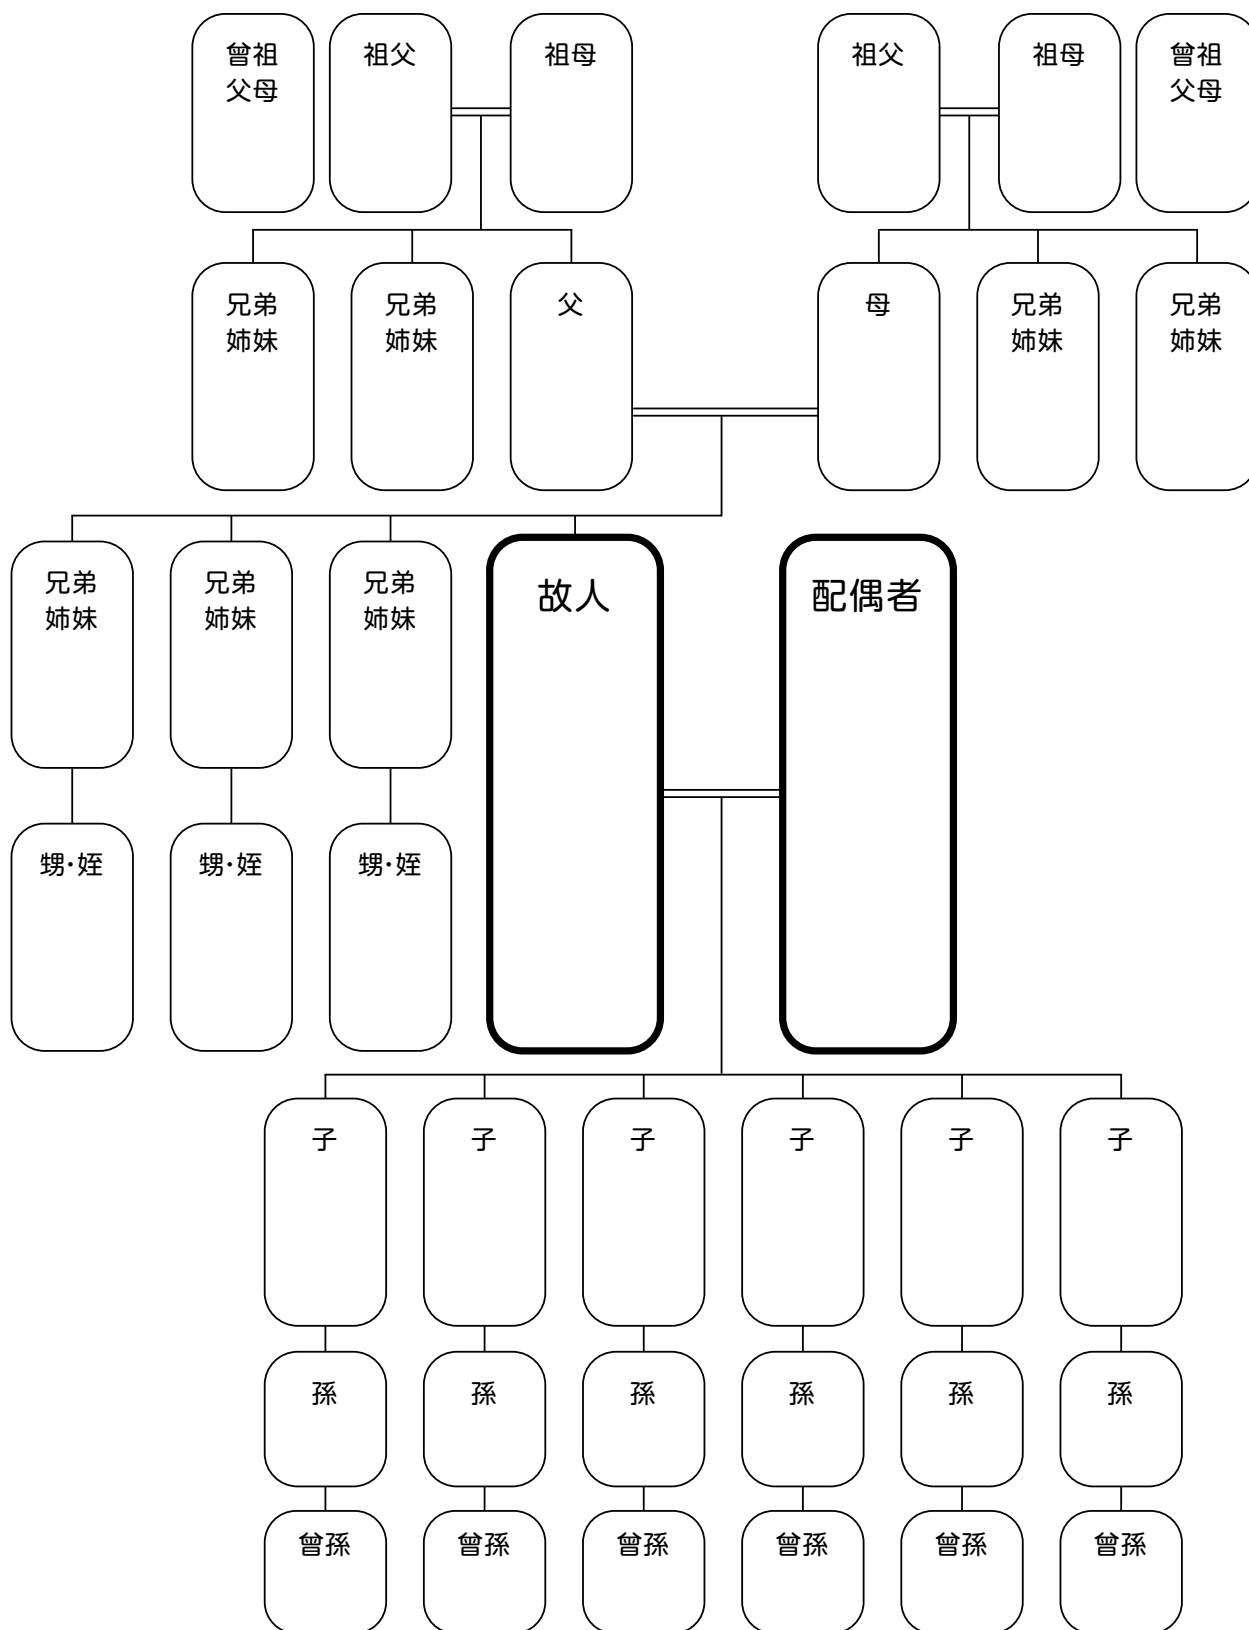 曾祖
父母
祖父
祖母
祖父
祖母
曾祖
父母
兄弟
姉妹
兄弟
姉妹
父
母
兄弟
姉妹
兄弟
姉妹
兄弟
姉妹
兄弟
姉妹
兄弟
姉妹
故人
配偶者
甥・姪
甥・姪
甥・姪
子
子
子
子
子
子
孫
孫
孫
孫
孫
孫
曾孫
曾孫
曾孫
曾孫
曾孫
曾孫